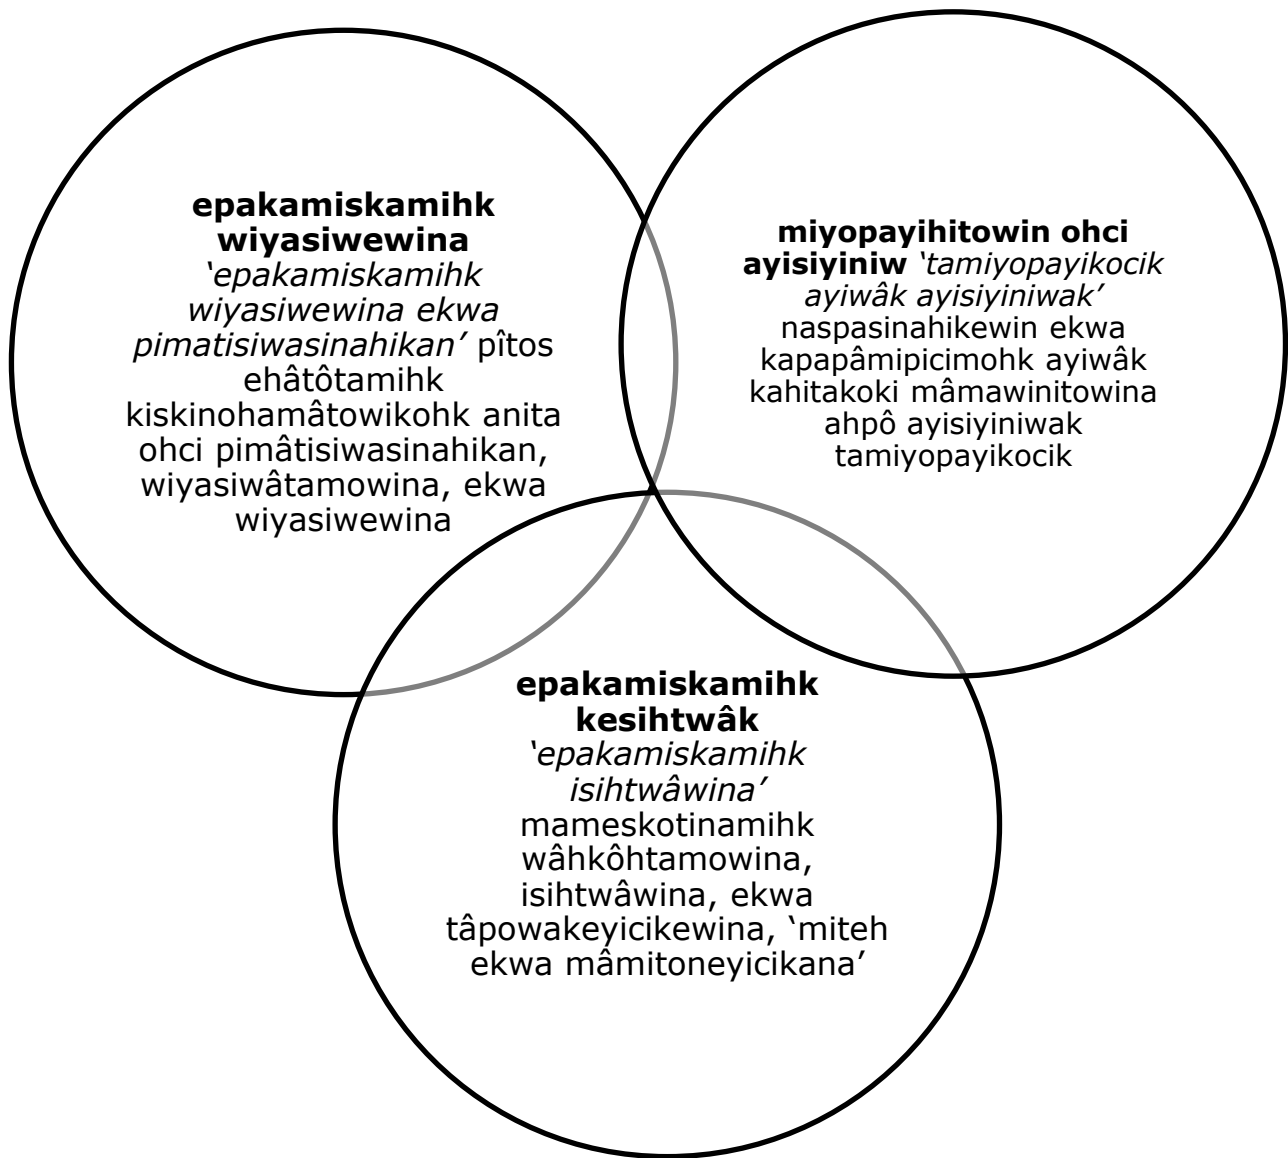 epakamiskamihk
wiyasiwewina
‘epakamiskamihk
wiyasiwewina ekwa
pimatisiwasinahikan’ pîtos
ehâtôtamihk
kiskinohamâtowikohk anita
ohci pimâtisiwasinahikan,
wiyasiwâtamowina, ekwa
wiyasiwewina
miyopayihitowin ohci
ayisiyiniw ‘tamiyopayikocik
ayiwâk ayisiyiniwak’
naspasinahikewin ekwa
kapapâmipicimohk ayiwâk
kahitakoki mâmawinitowina
ahpô ayisiyiniwak
tamiyopayikocik
epakamiskamihk
kesihtwâk
‘epakamiskamihk
isihtwâwina’
mameskotinamihk
wâhkôhtamowina,
isihtwâwina, ekwa
tâpowakeyicikewina, ‘miteh
ekwa mâmitoneyicikana’